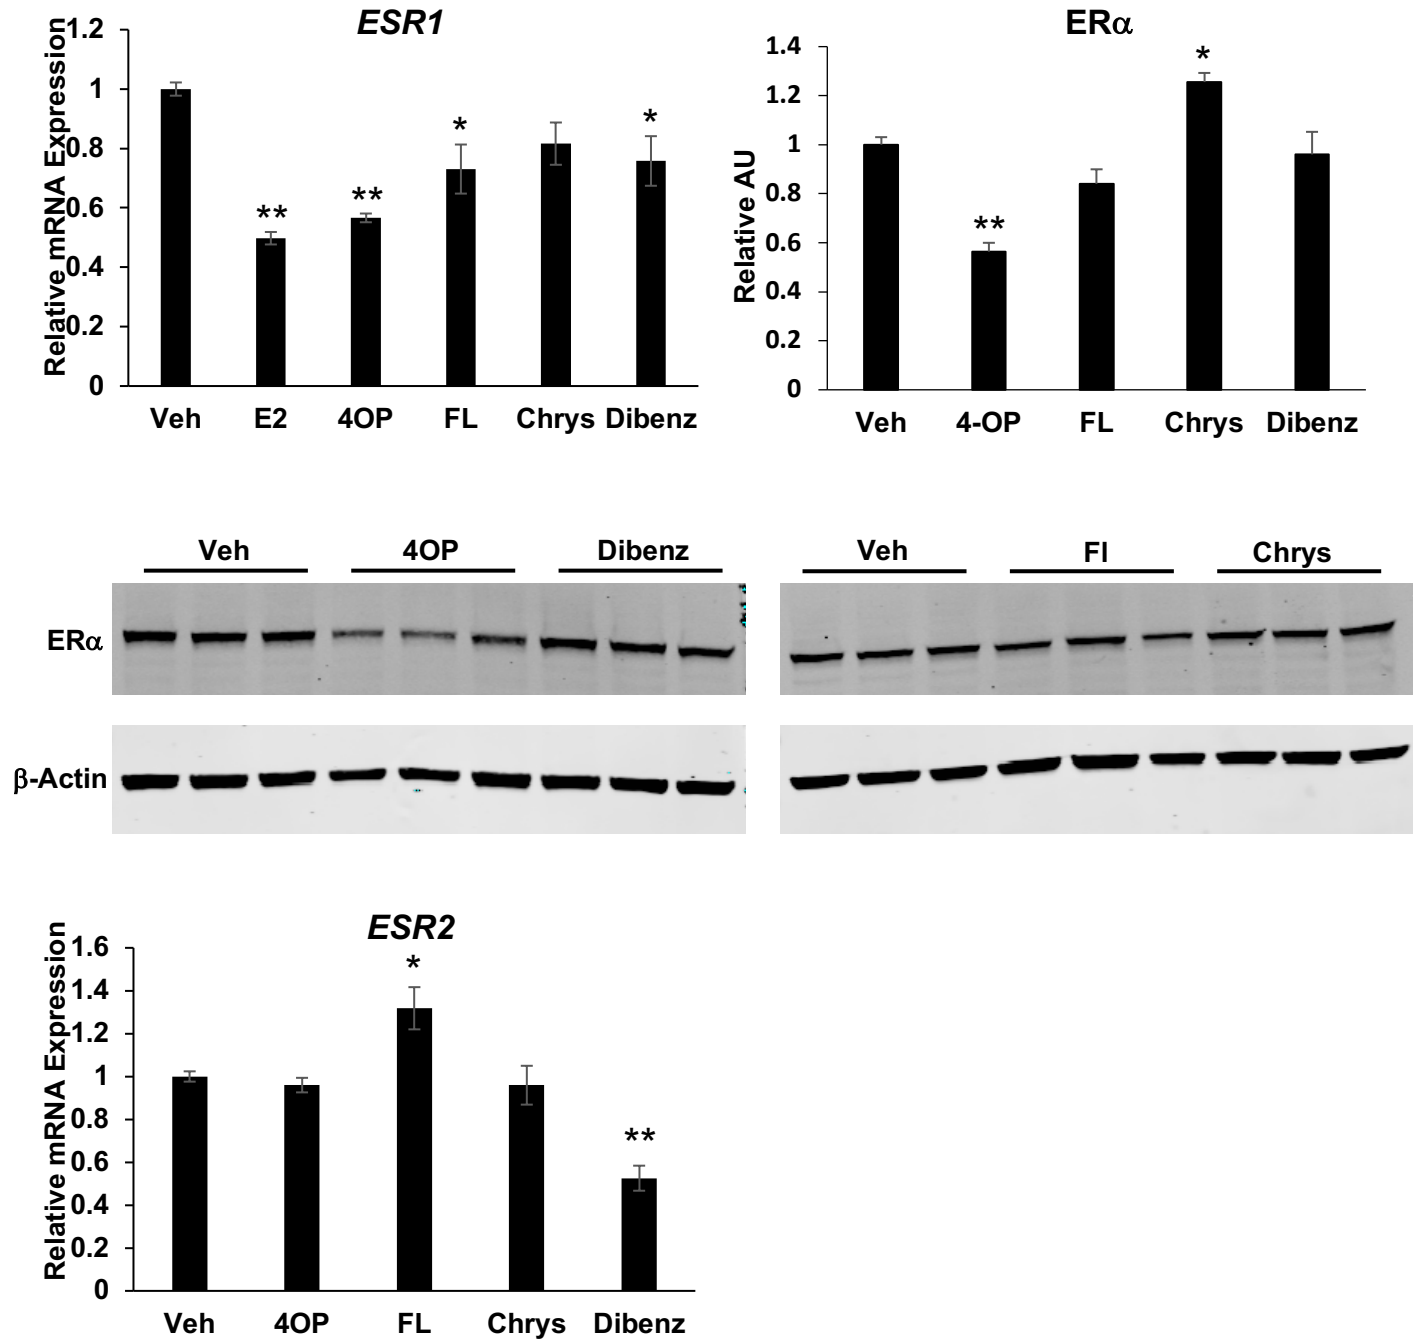 ESR1
Relative mRNA Expression
1.2
1
0.8
0.6
0.4
0.2
0
**
**
*
*
Veh E2 4OP FL Chrys Dibenz
ERα
Relative AU
1.4
1.2
1
0.8
0.6
0.4
0.2
0
**
*
Veh 4-OP FL Chrys Dibenz
Veh 4OP Dibenz
Veh Fl Chrys
ERα
β-Actin
ESR2
Relative mRNA Expression
1.6
1.4
1.2
1
0.8
0.6
0.4
0.2
0
*
**
Veh 4OP FL Chrys Dibenz